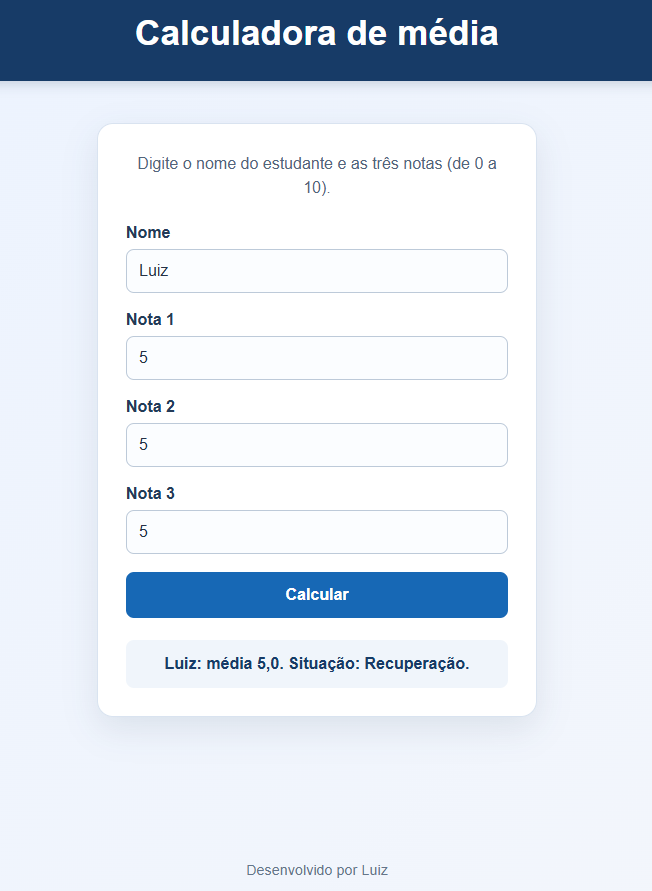 Calculadora de média
Digite o nome do estudante e as três notas (de 0 a
10).
Nome
Luiz
Nota 1
5
Nota 2
5
Nota 3
5
Calcular
Luiz: média 5,0. Situação: Recuperação.
Desenvolvido por Luiz